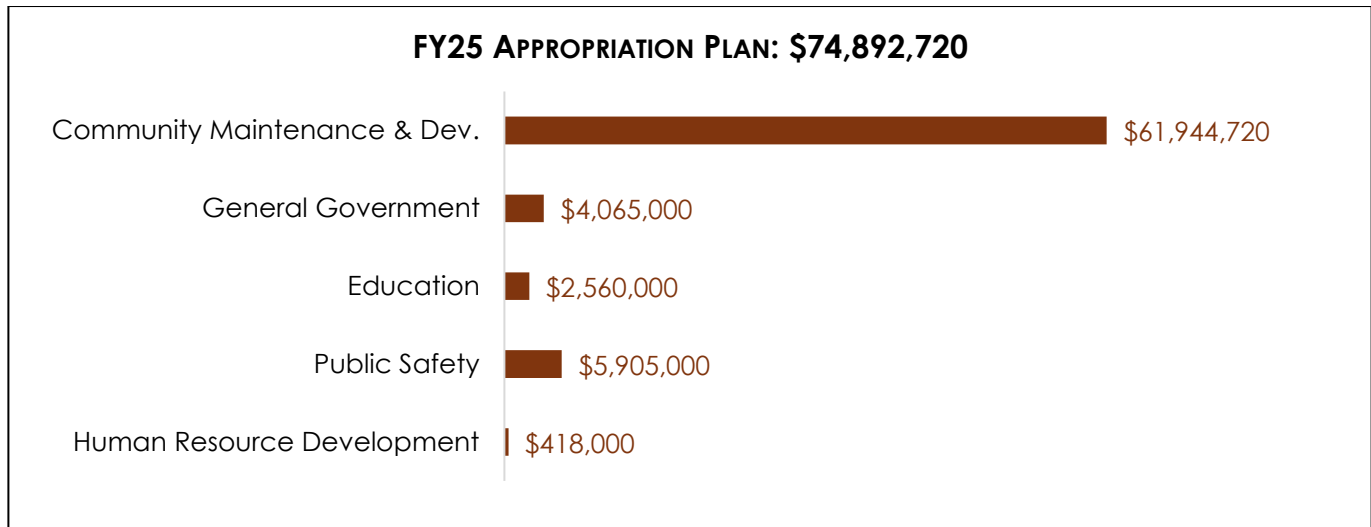 FY25 APPROPRIATION PLAN: $74,892,720
Community Maintenance & Dev. $61,944,720
General Government $4,065,000
Education $2,560,000
Public Safety $5,905,000
Human Resource Development $418,000